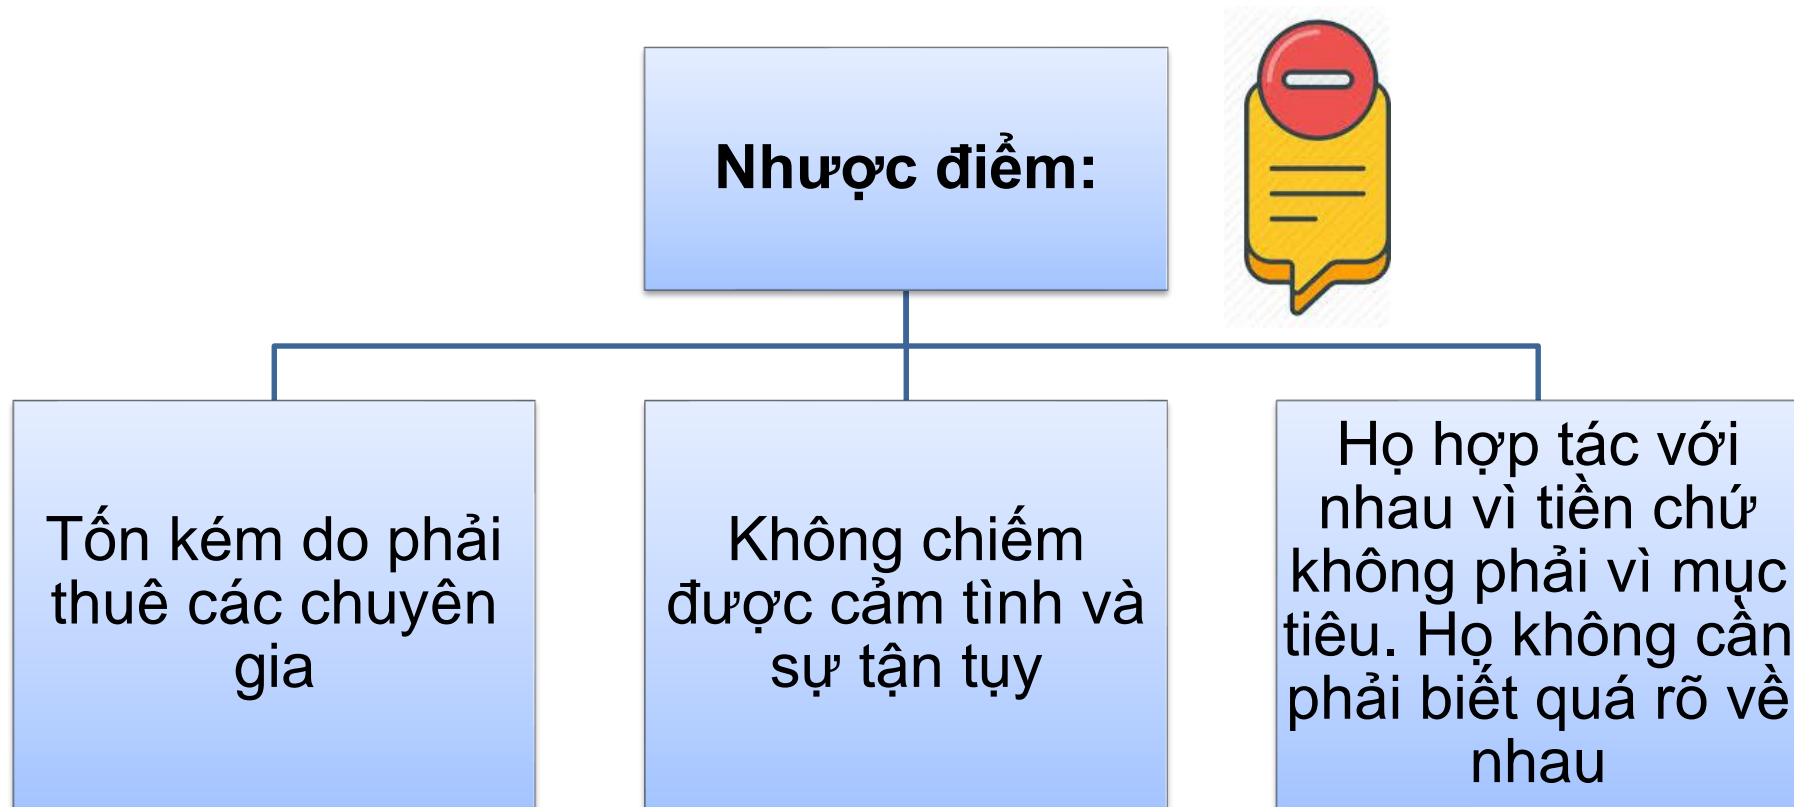 Nhược điểm:
Tốn kém do phải
thuê các chuyên
gia
Không chiếm
được cảm tình và
sự tận tụy
Họ hợp tác với
nhau vì tiền chứ
không phải vì mục
tiêu. Họ không cần
phải biết quá rõ về
nhau